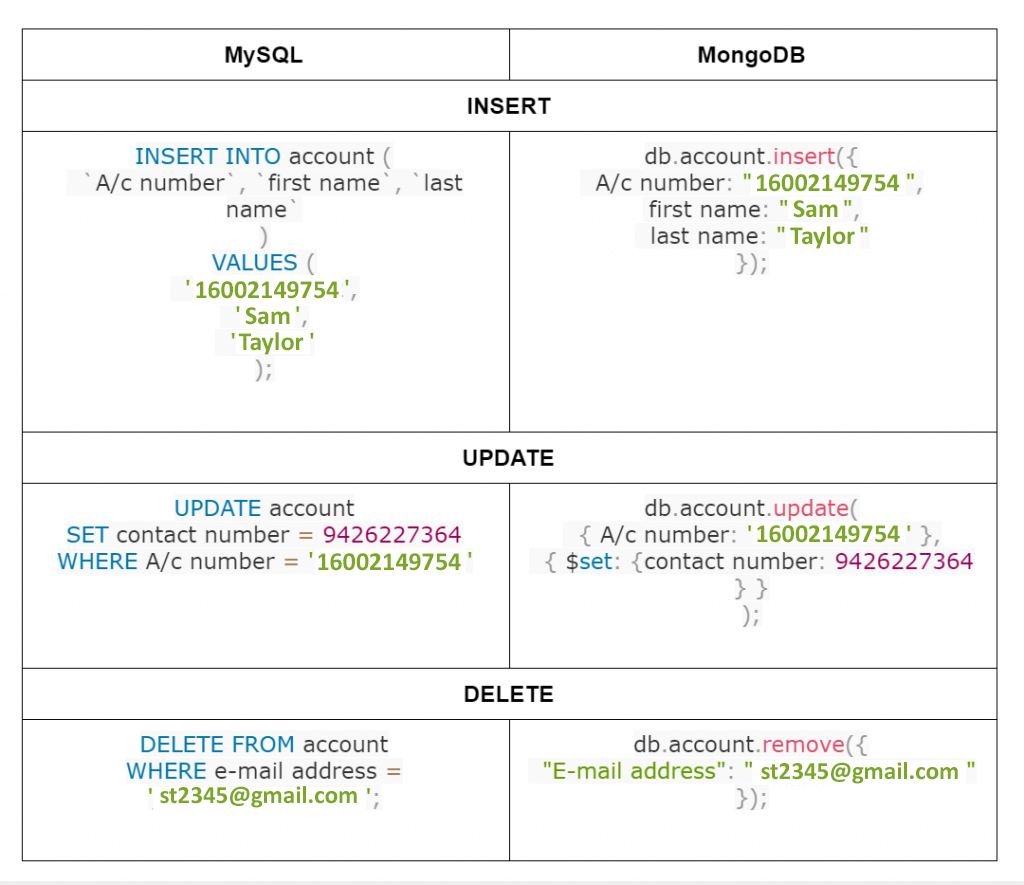 MySQL
MongoDB
INSERT
INSERT INTO account (
`A/c number`, `first name`, `last
name`
)
VALUES (
'16002149754',
'Sam',
'Taylor'
);
db.account.insert({
A/c number: "16002149754",
first name: "Sam",
last name: "Taylor"
});
UPDATE
UPDATE account
SET contact number = 9426227364
WHERE A/c number = '16002149754'
db.account.update(
{ A/c number: '16002149754' },
{ $set: {contact number: 9426227364
} }
);
DELETE
DELETE FROM account
WHERE e-mail address =
' st2345@gmail.com ';
db.account.remove({
"E-mail address": " st2345@gmail.com "
});